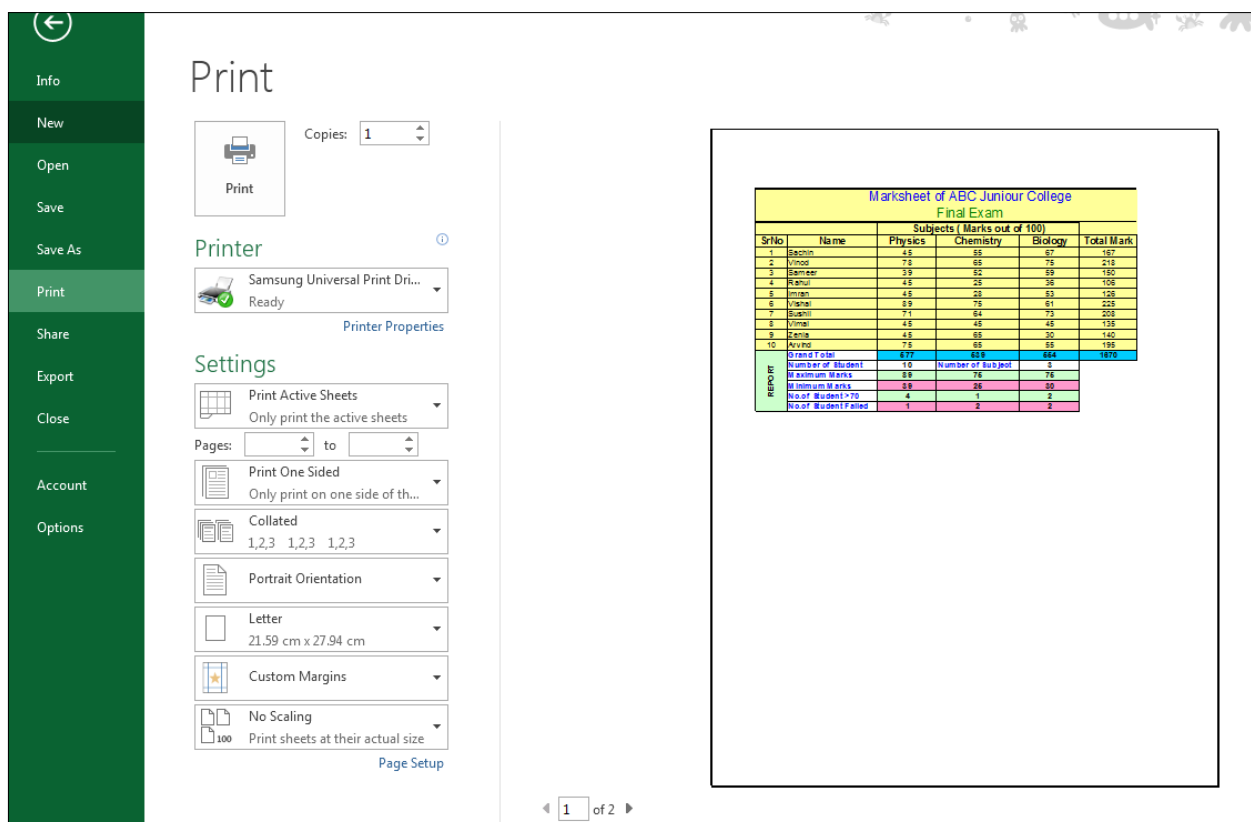 Info
New
Open
Save
Save As
Print
Share
Export
Close
Account
Options
Print
Print
Copies: 1
Printer
Samsung Universal Print Dri...
Ready
Printer Properties
Settings
Print Active Sheets
Only print the active sheets
Pages: to
Print One Sided
Only print on one side of th...
Collated
1,2,3 1,2,3 1,2,3
Portrait Orientation
Letter
21.59 cm x 27.94 cm
Custom Margins
No Scaling
100 Print sheets at their actual size
Page Setup
Marksheet of ABC Juniour College
Final Exam
Subjects ( Marks out of 100)
SrNo Name Physics Chemistry Biology Total Mark
1 Sachin 45 55 67 167
2 Vinod 78 65 75 218
3 Sameer 39 52 59 150
4 Rahul 45 25 36 106
5 Imran 45 28 53 126
6 Vishal 89 75 61 225
7 Sushil 71 64 73 208
8 Vimal 45 45 45 135
9 Zenia 45 65 30 140
10 Arvind 75 65 55 195
REPORT
Grand Total 577 539 554 1670
Number of Student 10 Number of Subject 3
Maximum Marks 89 75 75
Minimum Marks 39 25 30
No.of Student >70 4 1 2
No.of Student Failed 1 2 2
1 of 2